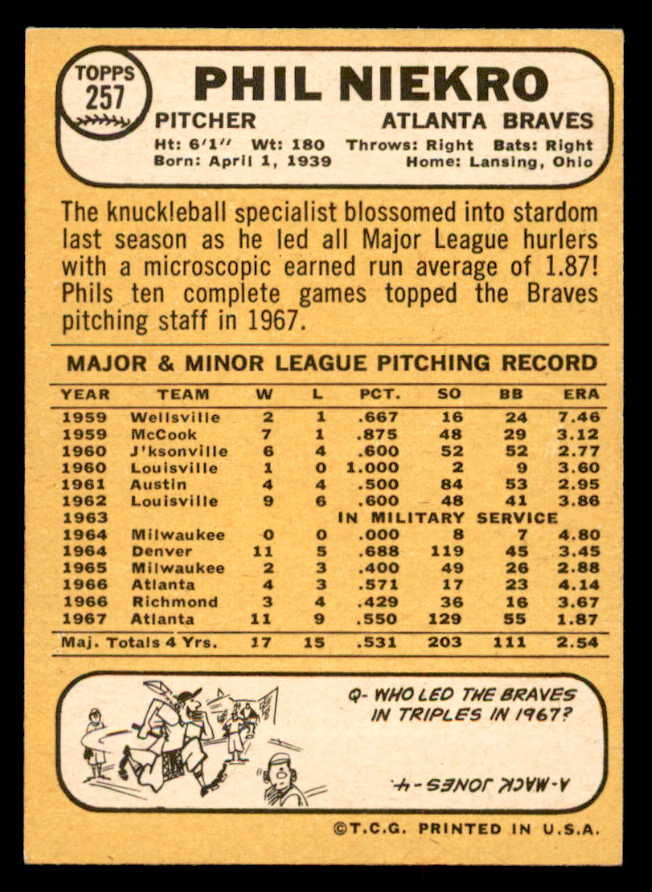 TOPPS
257
PHIL NIEKRO
PITCHER ATLANTA BRAVES
Ht: 6'1" Wt: 180 Throws: Right Bats: Right
Born: April 1, 1939 Home: Lansing, Ohio
The knuckleball specialist blossomed into stardom
last season as he led all Major League hurlers
with a microscopic earned run average of 1.87!
Phils ten complete games topped the Braves
pitching staff in 1967.
MAJOR & MINOR LEAGUE PITCHING RECORD
YEAR TEAM W L PCT. SO BB ERA
1959 Wellsville 2 1 .667 16 24 7.46
1959 McCook 7 1 .875 48 29 3.12
1960 J'ksonville 6 4 .600 52 52 2.77
1960 Louisville 1 0 1.000 2 9 3.60
1961 Austin 4 4 .500 84 53 2.95
1962 Louisville 9 6 .600 48 41 3.86
1963 IN MILITARY SERVICE
1964 Milwaukee 0 0 .000 8 7 4.80
1964 Denver 11 5 .688 119 45 3.45
1965 Milwaukee 2 3 .400 49 26 2.88
1966 Atlanta 4 3 .571 17 23 4.14
1966 Richmond 3 4 .429 36 16 3.67
1967 Atlanta 11 9 .550 129 55 1.87
Maj. Totals 4 Yrs. 17 15 .531 203 111 2.54
Q- WHO LED THE BRAVES
IN TRIPLES IN 1967?
A- MACK JONES - 4.
©T.C.G. PRINTED IN U.S.A.